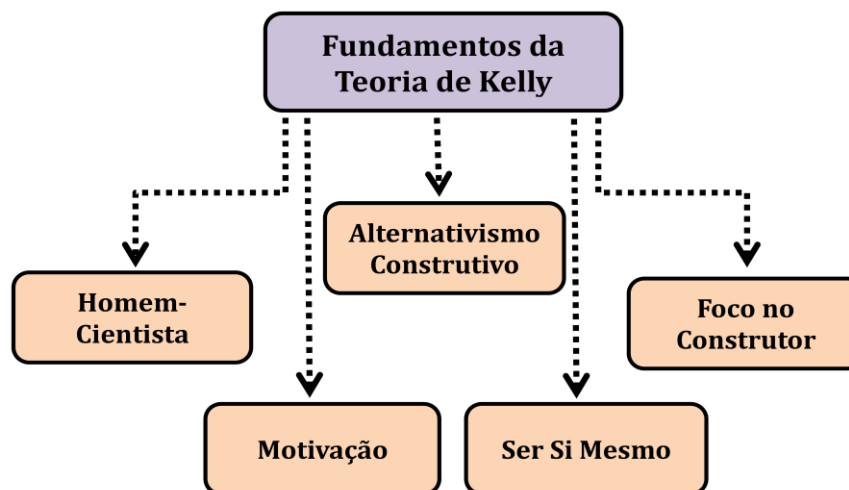 Fundamentos da
Teoria de Kelly
Alternativismo
Construtivo
Homem-
Cientista
Foco no
Construtor
Motivação
Ser Si Mesmo